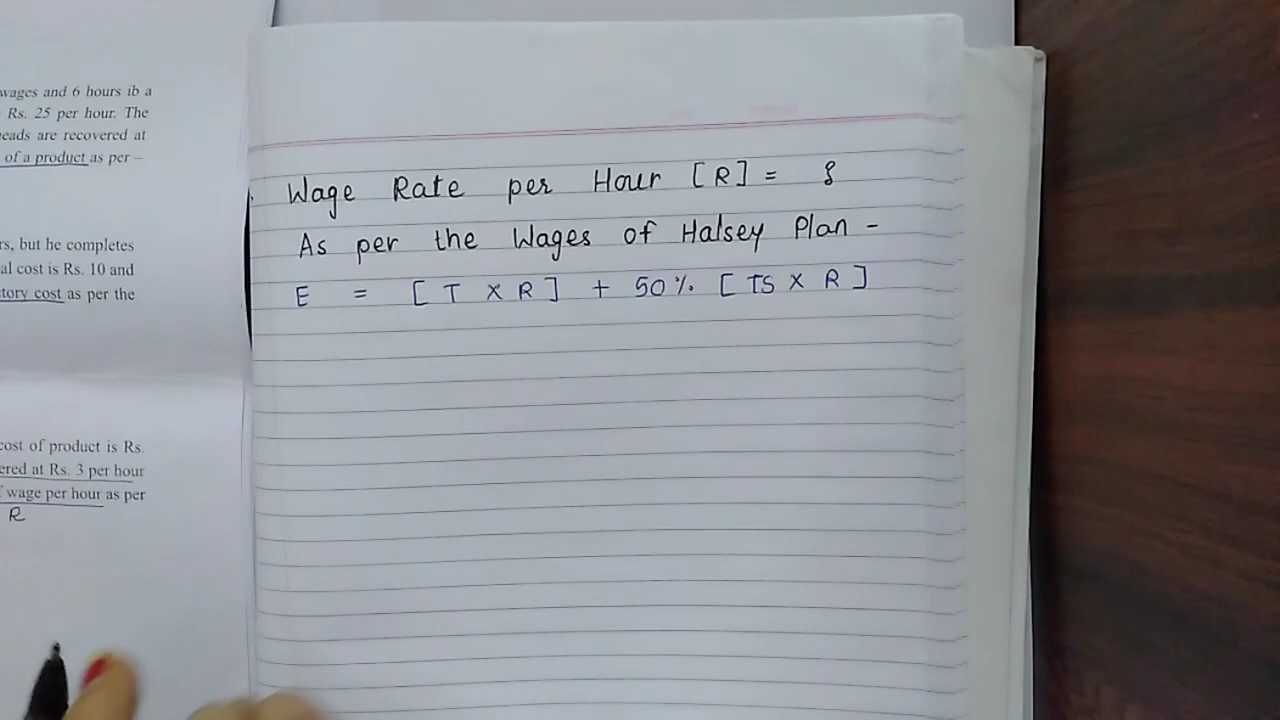 wages and 6 hours ib a
Rs. 25 per hour. The
eads are recovered at
of a product as per –
rs, but he completes
al cost is Rs. 10 and
tory cost as per the
cost of product is Rs.
ered at Rs. 3 per hour
f wage per hour as per
R
Wage Rate per Hour [R] = ?
As per the Wages of Halsey Plan -
E = [ T X R ] + 50 % [ TS X R ]